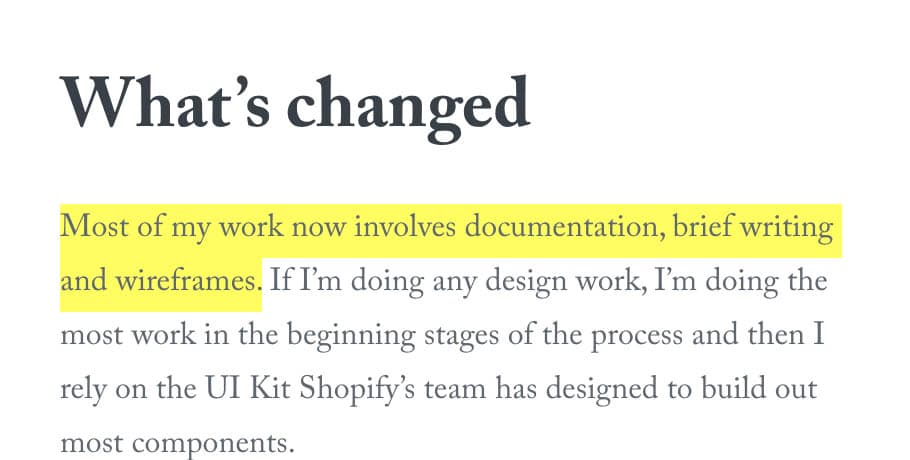 What’s changed
Most of my work now involves documentation, brief writing
and wireframes. If I’m doing any design work, I’m doing the
most work in the beginning stages of the process and then I
rely on the UI Kit Shopify’s team has designed to build out
most components.